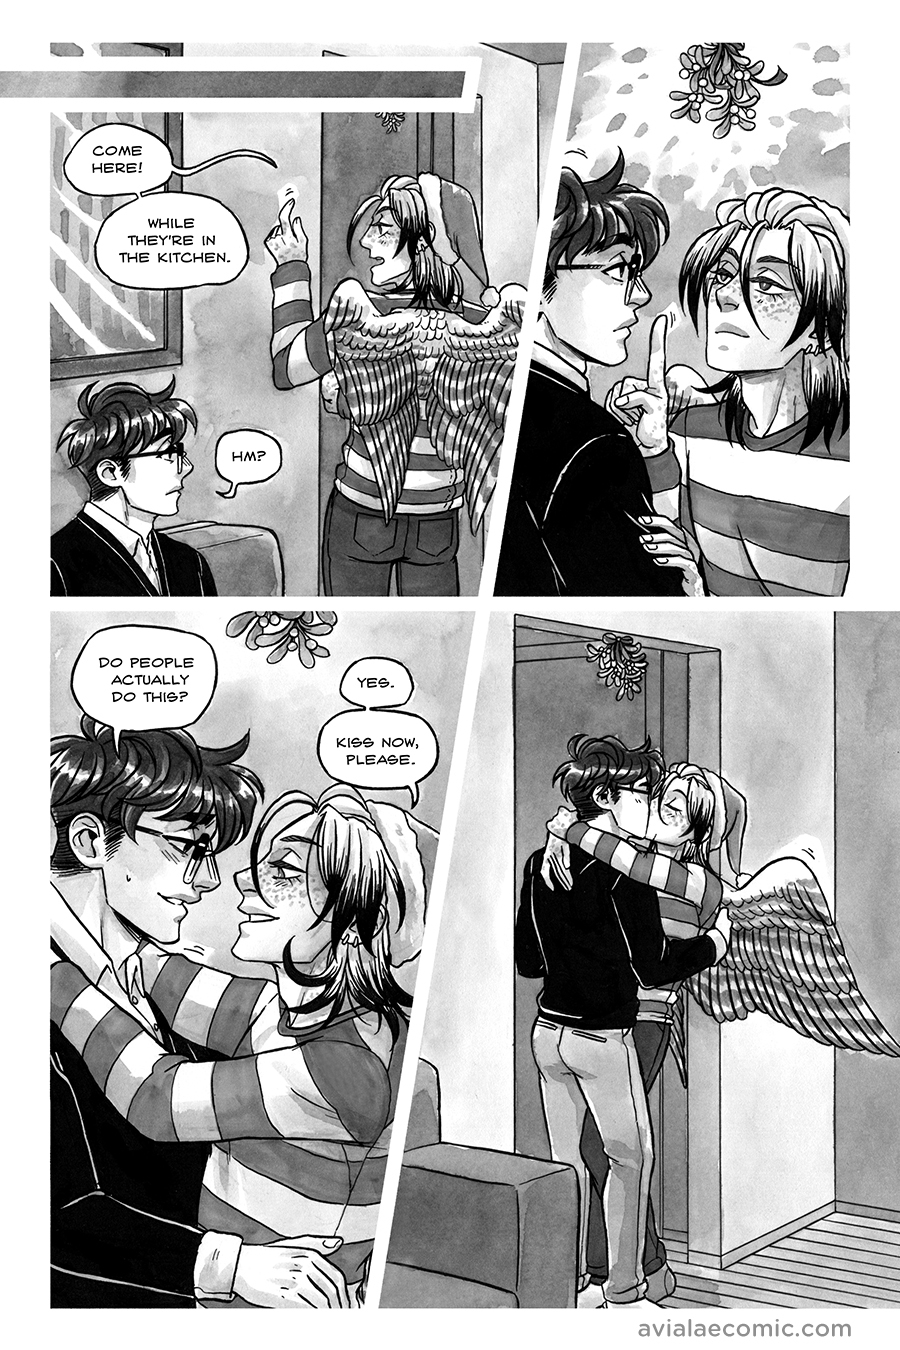 COME
HERE!
WHILE
THEY'RE IN
THE KITCHEN.
HM?
DO PEOPLE
ACTUALLY
DO THIS?
YES.
KISS NOW,
PLEASE.
avialaecomic.com